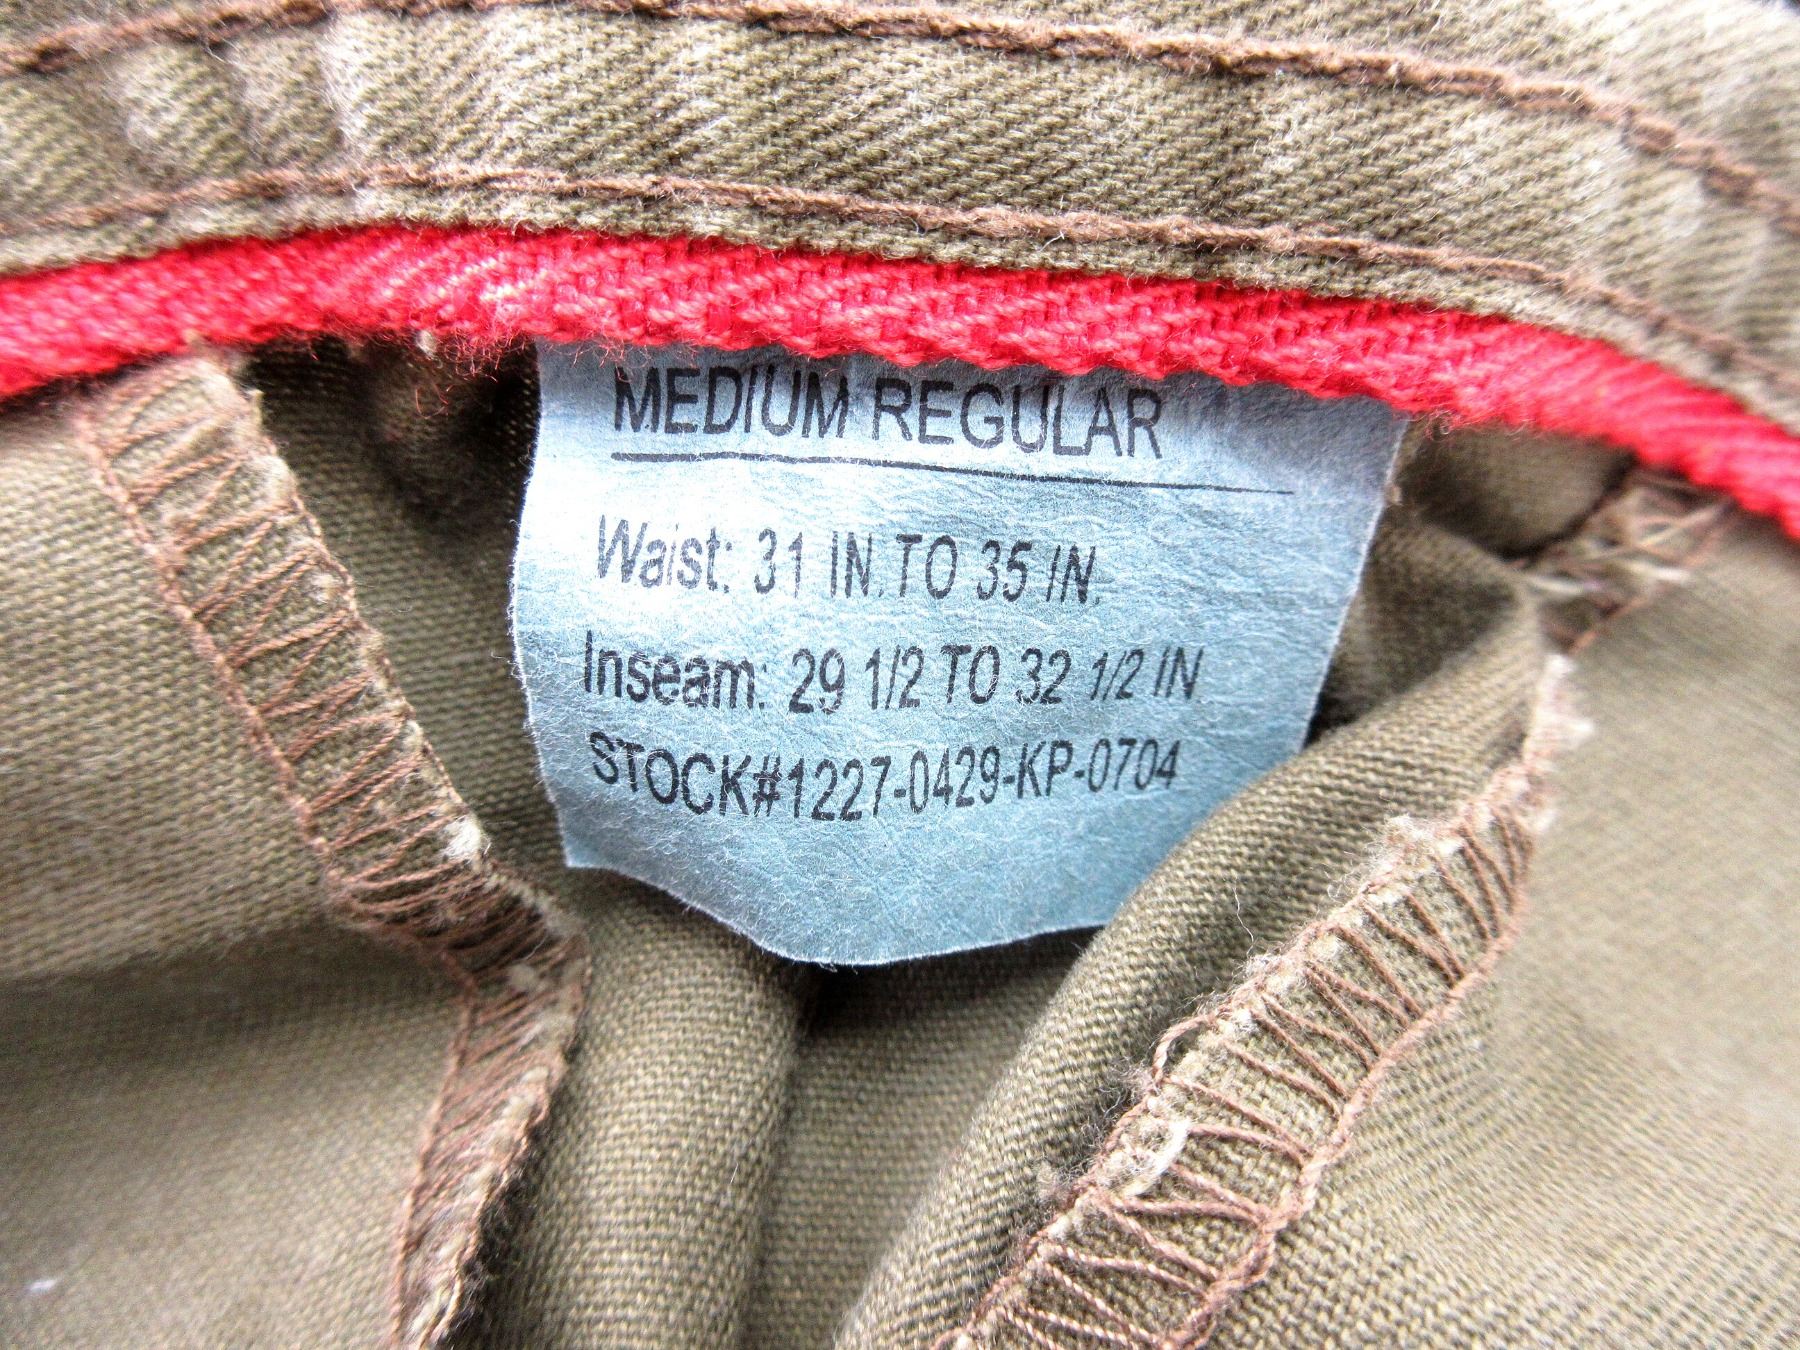 MEDIUM REGULAR
Waist: 31 IN. TO 35 IN.
Inseam: 29 1/2 TO 32 1/2 IN
STOCK#1227-0429-KP-0704